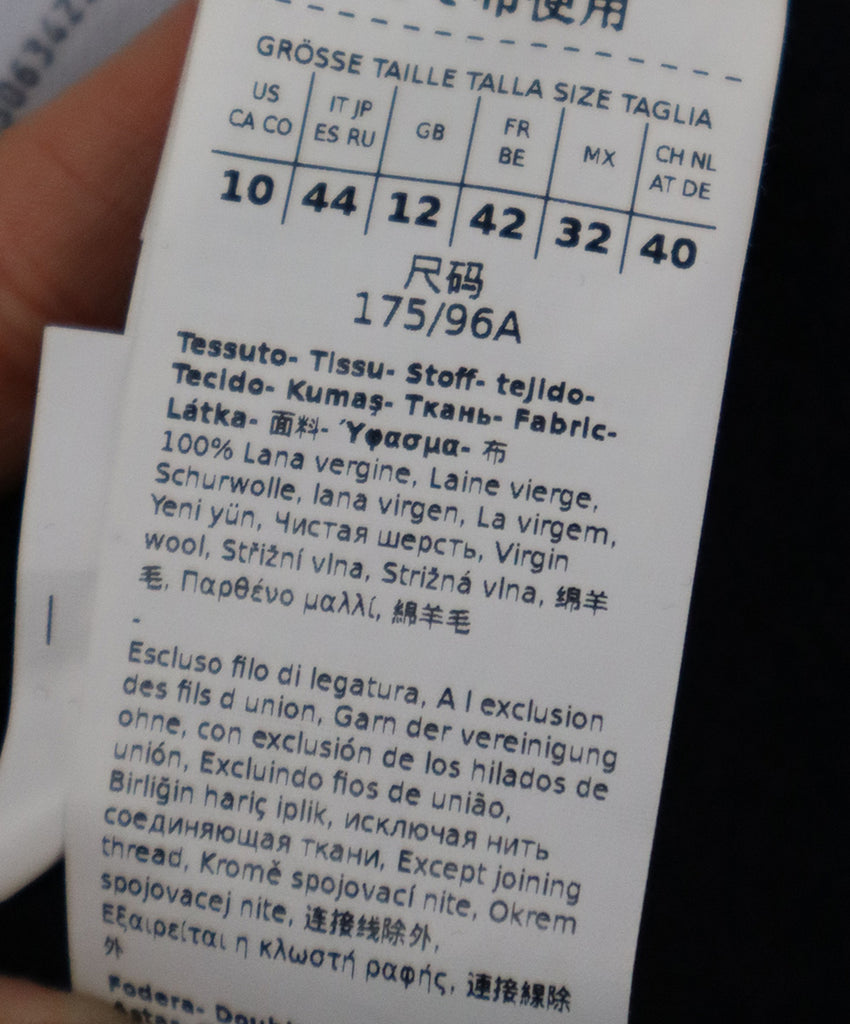 布使用
GRÖSSE TAILLE TALLA SIZE TAGLIA
US CA CO | IT JP ES RU | GB | FR BE | MX | CH NL AT DE
10 | 44 | 12 | 42 | 32 | 40
尺码
175/96A
Tessuto- Tissu- Stoff- tejido-
Tecido- Kumaş- Ткань- Fabric-
Látka- 面料- Ύφασμα- 布
100% Lana vergine, Laine vierge,
Schurwolle, lana virgen, La virgem,
Yeni yün, Чистая шерсть, Virgin
wool, Střižní vlna, Strižná vlna, 绵羊
毛, Παρθένο μαλλί, 綿羊毛
-
Escluso filo di legatura, A l exclusion
des fils d union, Garn der vereinigung
ohne, con exclusión de los hilados de
unión, Excluindo fios de união,
Birliğin hariç iplik, исключая нить
соединяющая ткани, Except joining
thread, Kromě spojovací nite, Okrem
spojovacej nite, 连接线除外,
Εξαιρείται η κλωστή ραφής, 連接線除
外
Fodera-